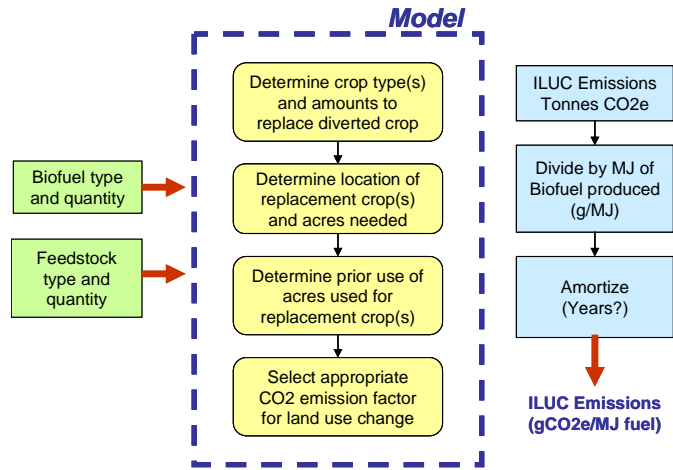 Model
Biofuel type
and quantity
Feedstock
type and
quantity
Determine crop type(s)
and amounts to
replace diverted crop
Determine location of
replacement crop(s)
and acres needed
Determine prior use of
acres used for
replacement crop(s)
Select appropriate
CO2 emission factor
for land use change
ILUC Emissions
Tonnes CO2e
Divide by MJ of
Biofuel produced
(g/MJ)
Amortize
(Years?)
ILUC Emissions
(gCO2e/MJ fuel)